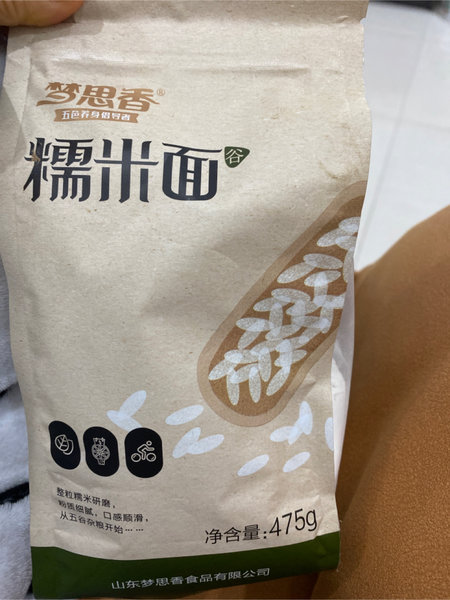 梦思香®
五色养身倡导者
糯米面
谷
整粒糯米研磨，
粉质细腻，口感顺滑，
从五谷杂粮开始……
净含量:475g
山东梦思香食品有限公司